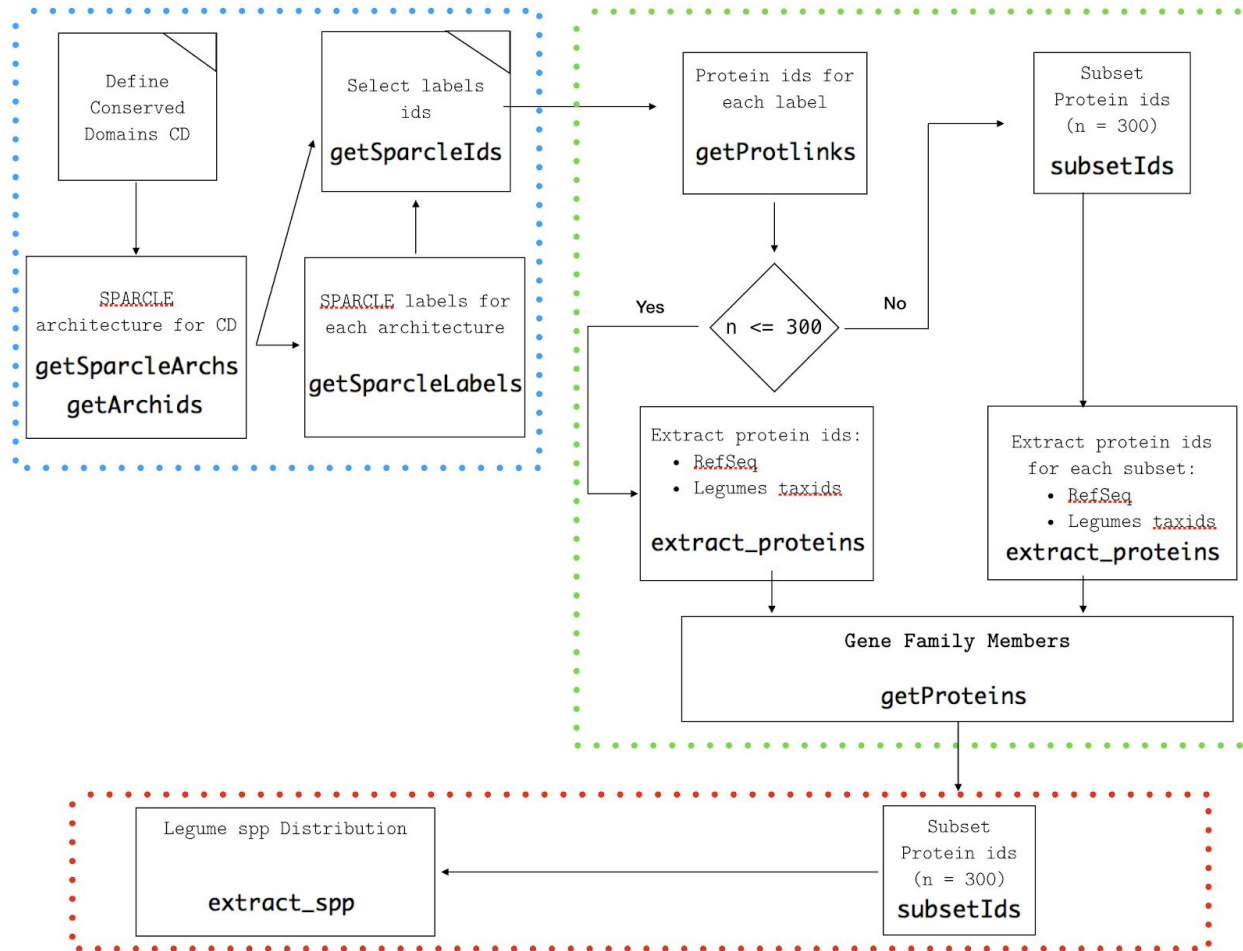 Define
Conserved
Domains CD
SPARCLE
architecture for CD
getSparcleArchs
getArchids
Select labels
ids
getSparcleIds
SPARCLE labels for
each architecture
getSparcleLabels
Protein ids for
each label
getProtlinks
n <= 300
Yes
No
Subset
Protein ids
(n = 300)
subsetIds
Extract protein ids:
• RefSeq
• Legumes taxids
extract_proteins
Extract protein ids
for each subset:
• RefSeq
• Legumes taxids
extract_proteins
Gene Family Members
getProteins
Subset
Protein ids
(n = 300)
subsetIds
Legume spp Distribution
extract_spp